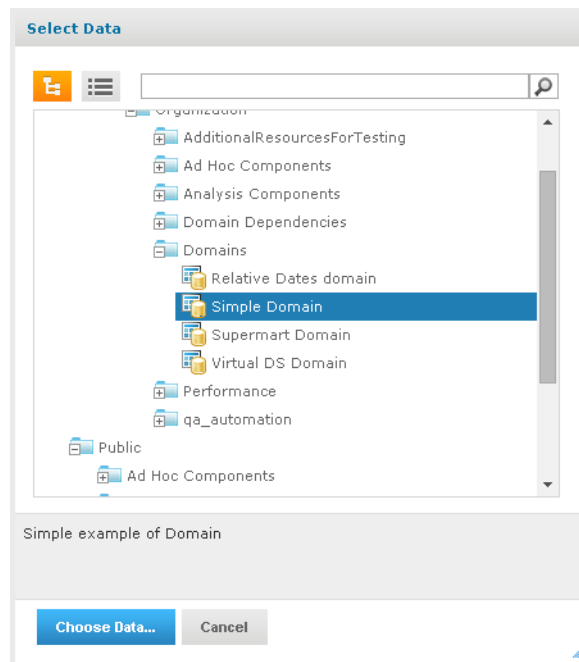 Select Data
Organization
AdditionalResourcesForTesting
Ad Hoc Components
Analysis Components
Domain Dependencies
Domains
Relative Dates domain
Simple Domain
Supermart Domain
Virtual DS Domain
Performance
qa_automation
Public
Ad Hoc Components
Simple example of Domain
Choose Data... Cancel